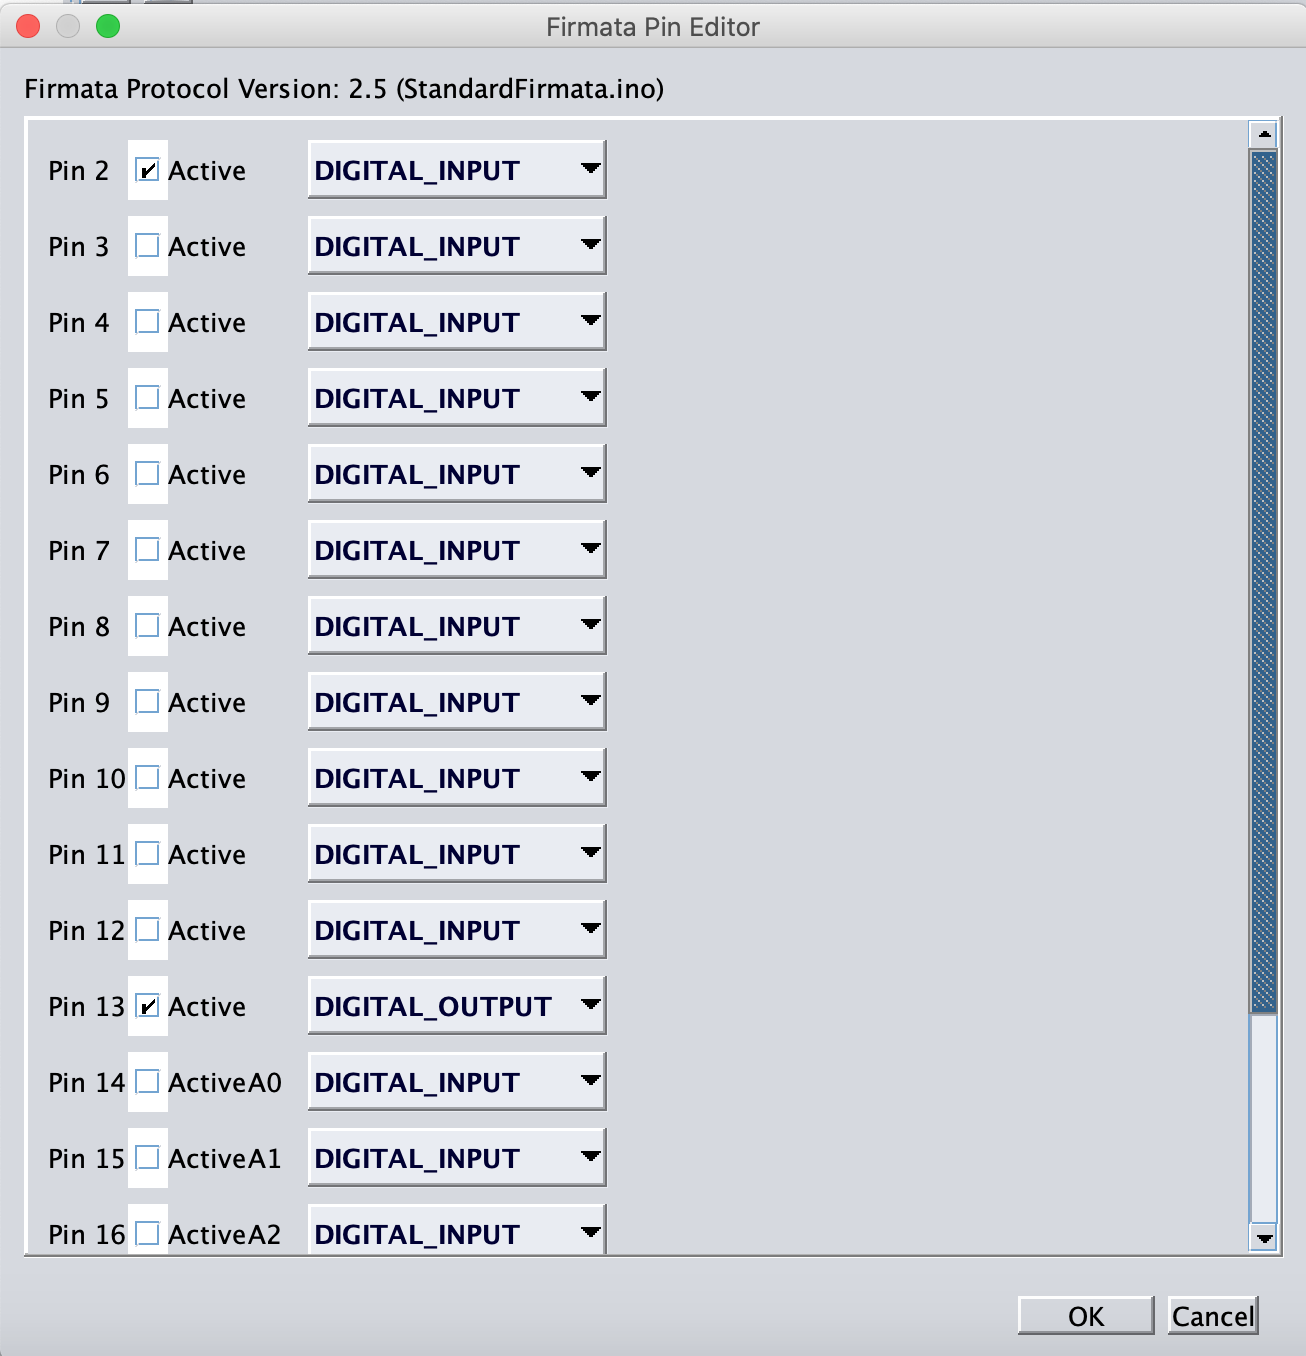 Firmata Pin Editor
Firmata Protocol Version: 2.5 (StandardFirmata.ino)
Pin 2 Active DIGITAL_INPUT
Pin 3 Active DIGITAL_INPUT
Pin 4 Active DIGITAL_INPUT
Pin 5 Active DIGITAL_INPUT
Pin 6 Active DIGITAL_INPUT
Pin 7 Active DIGITAL_INPUT
Pin 8 Active DIGITAL_INPUT
Pin 9 Active DIGITAL_INPUT
Pin 10 Active DIGITAL_INPUT
Pin 11 Active DIGITAL_INPUT
Pin 12 Active DIGITAL_INPUT
Pin 13 Active DIGITAL_OUTPUT
Pin 14 ActiveA0 DIGITAL_INPUT
Pin 15 ActiveA1 DIGITAL_INPUT
Pin 16 ActiveA2 DIGITAL_INPUT
OK Cancel